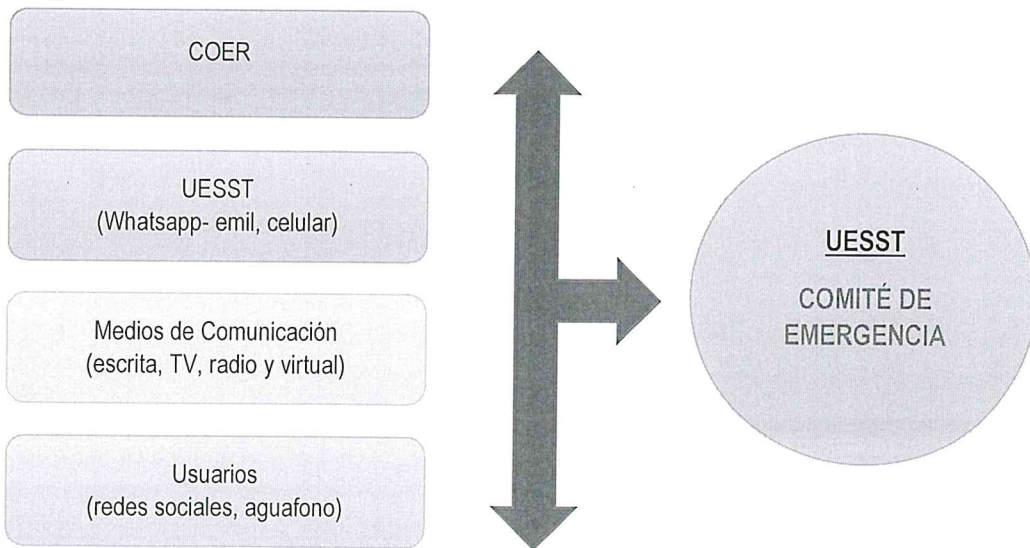 COER
UESST
(Whatsapp- emil, celular)
Medios de Comunicación
(escrita, TV, radio y virtual)
Usuarios
(redes sociales, aguafono)
UESST
COMITÉ DE
EMERGENCIA